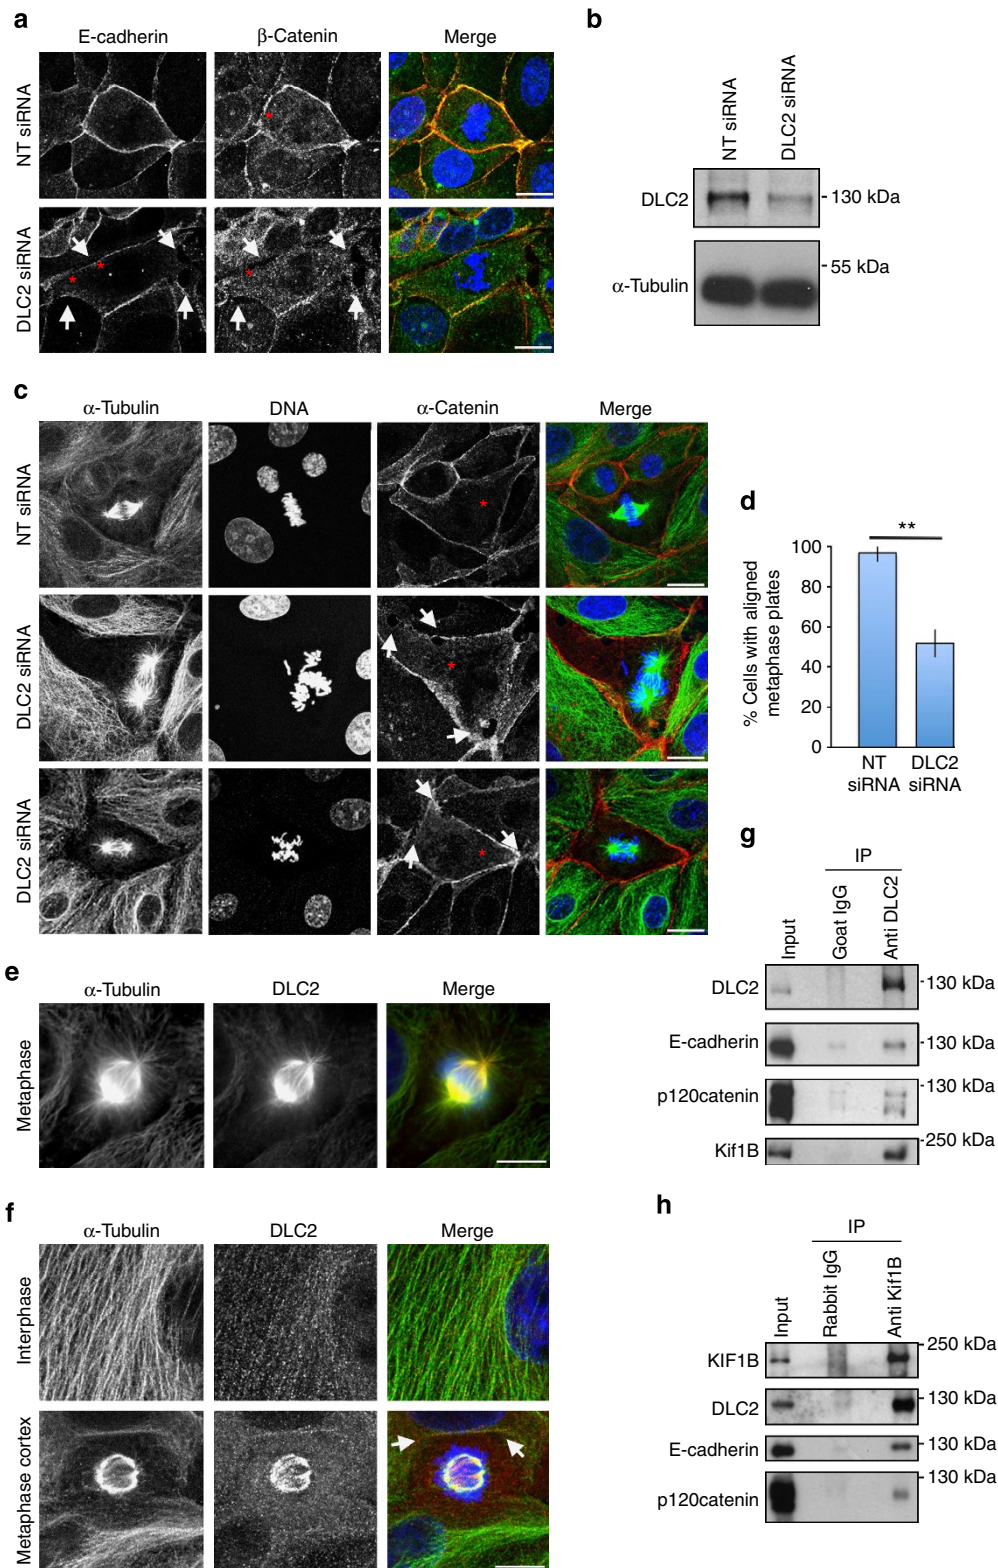 a
E-cadherin β-Catenin Merge
NT siRNA
DLC2 siRNA
b
NT siRNA DLC2 siRNA
DLC2 130 kDa
55 kDa
α-Tubulin
c
α-Tubulin DNA α-Catenin Merge
NT siRNA
DLC2 siRNA
DLC2 siRNA
d
**
% Cells with aligned
metaphase plates
100
80
60
40
20
0
NT siRNA
DLC2 siRNA
e
α-Tubulin DLC2 Merge
Metaphase
f
α-Tubulin DLC2 Merge
Interphase
Metaphase cortex
g
IP
Input Goat IgG Anti DLC2
DLC2 130 kDa
E-cadherin 130 kDa
p120catenin 130 kDa
Kif1B 250 kDa
h
IP
Input Rabbit IgG Anti Kif1B
KIF1B 250 kDa
DLC2 130 kDa
E-cadherin 130 kDa
p120catenin 130 kDa